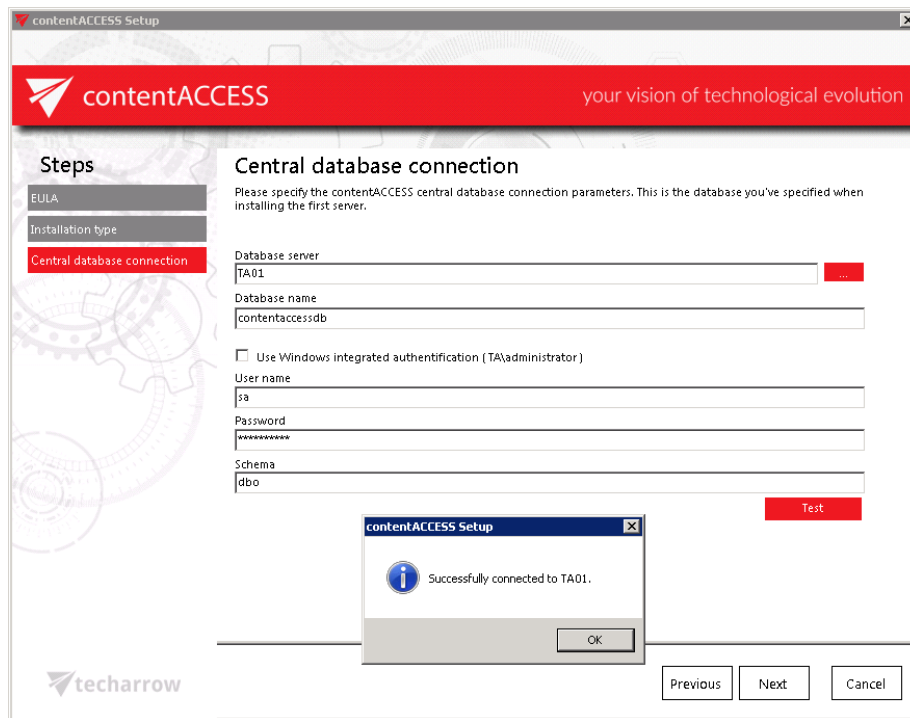 contentACCESS Setup
contentACCESS
your vision of technological evolution
Steps
EULA
Installation type
Central database connection
Central database connection
Please specify the contentACCESS central database connection parameters. This is the database you've specified when
installing the first server.
Database server
TA01
...
Database name
contentaccessdb
Use Windows integrated authentification ( TA\administrator )
User name
sa
Password
**********
Schema
dbo
Test
contentACCESS Setup
Successfully connected to TA01.
OK
techarrow
Previous
Next
Cancel